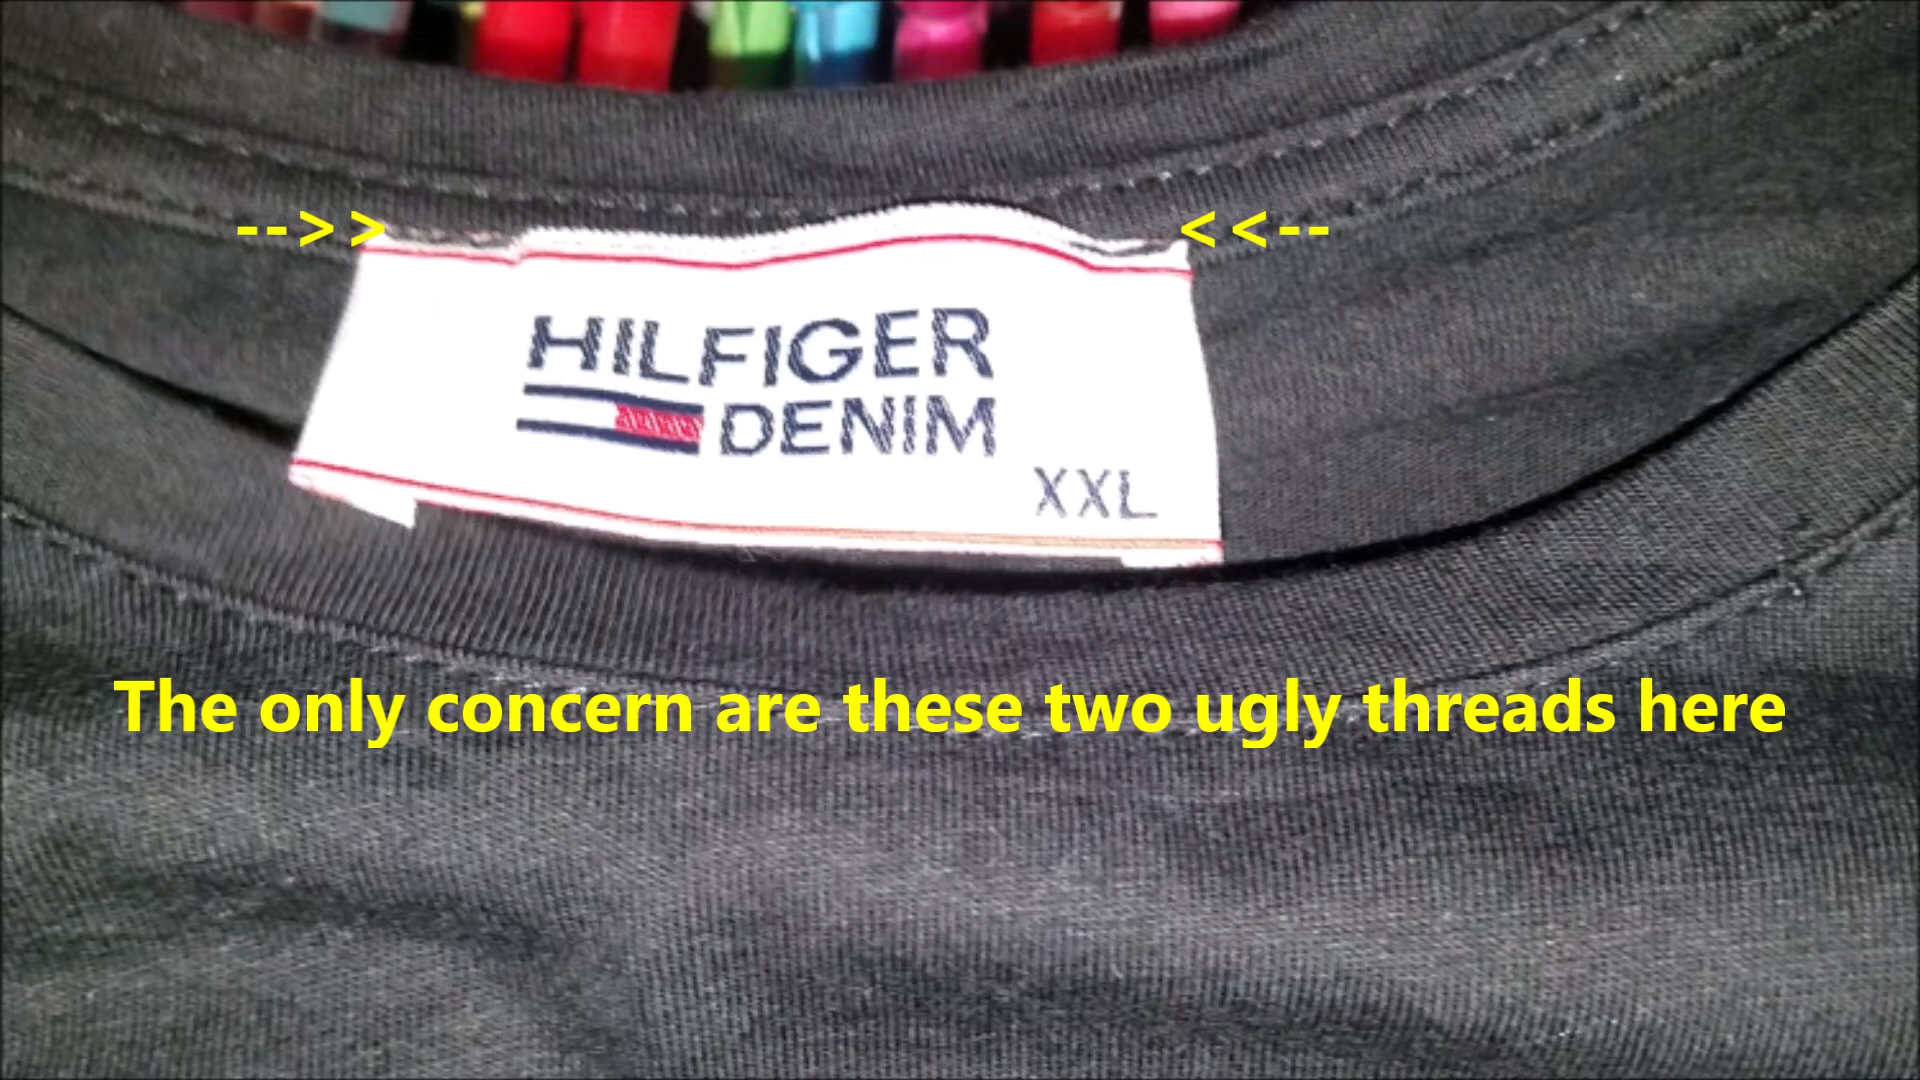 -->> <<--
HILFIGER
DENIM
XXL
The only concern are these two ugly threads here